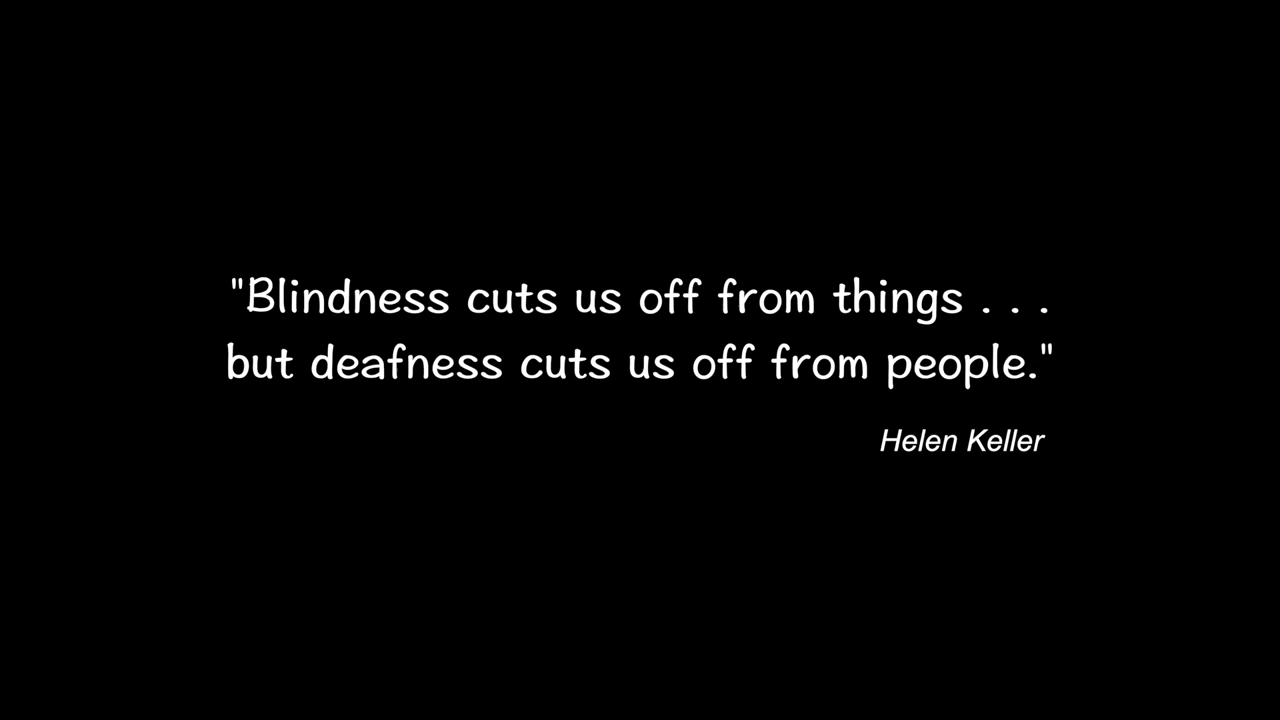 "Blindness cuts us off from things . . .
but deafness cuts us off from people."
Helen Keller